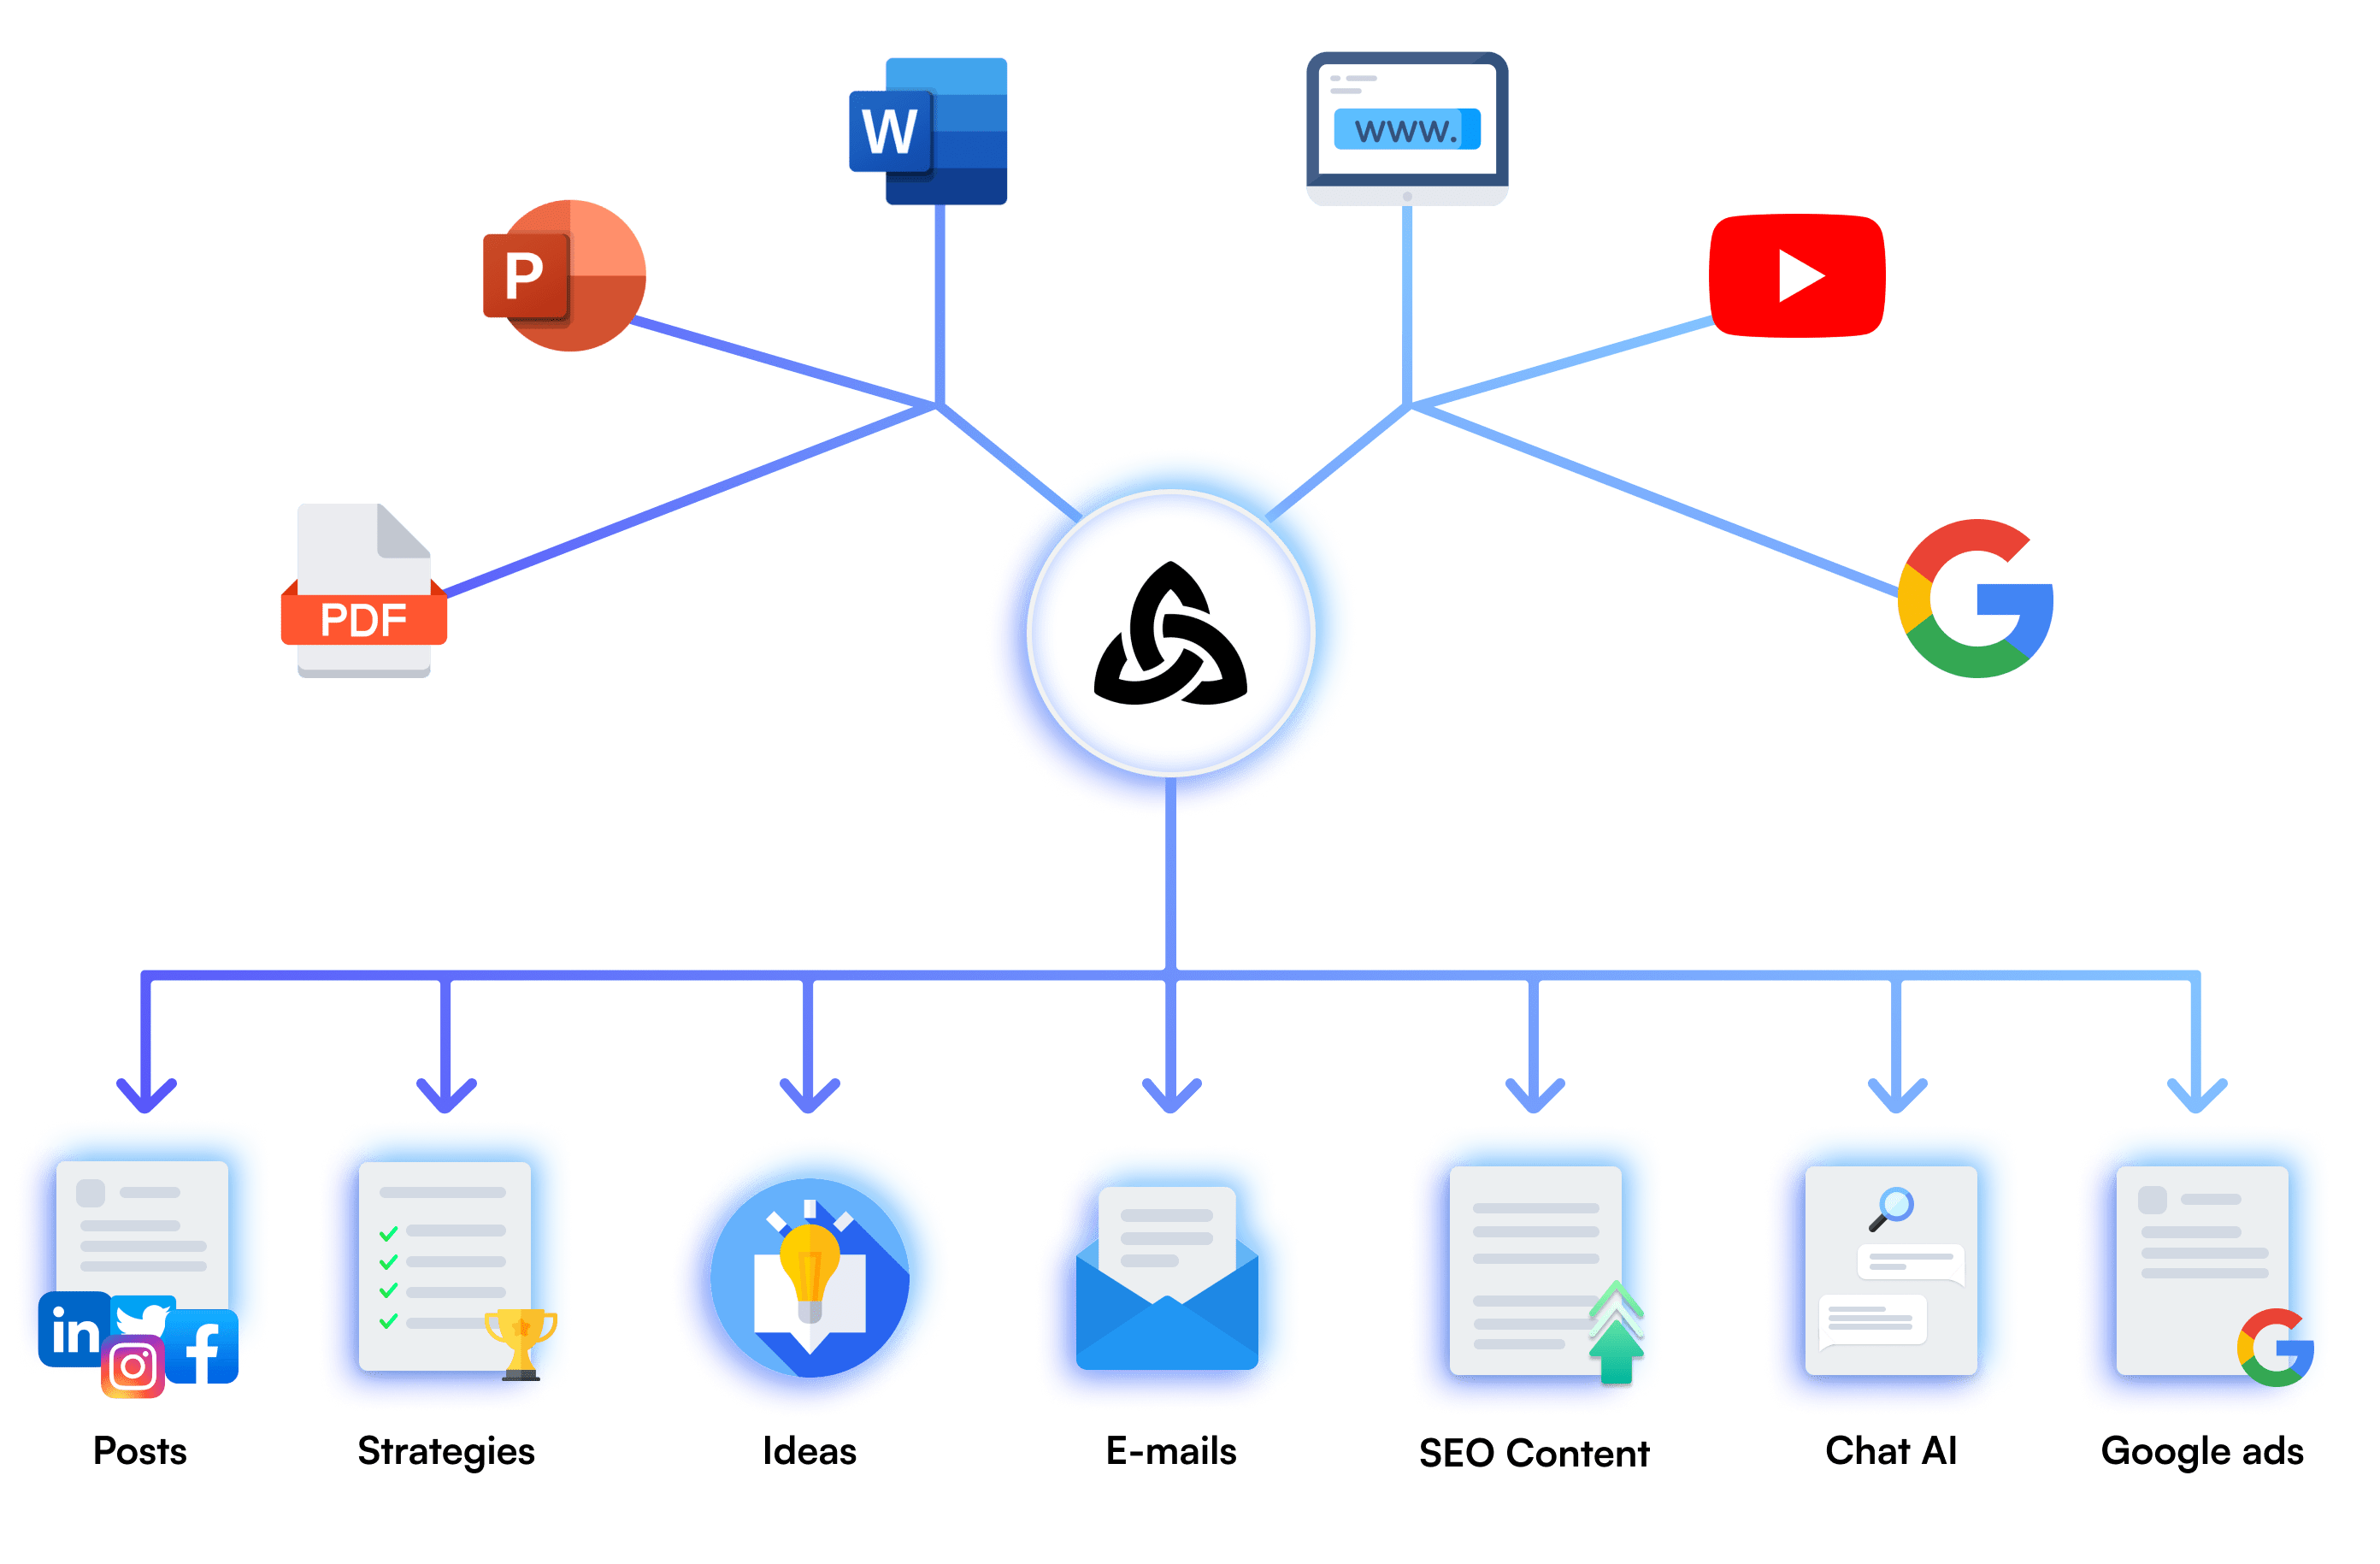 W
www.
P
PDF
in
f
Posts
Strategies
Ideas
E-mails
SEO Content
Chat AI
Google ads